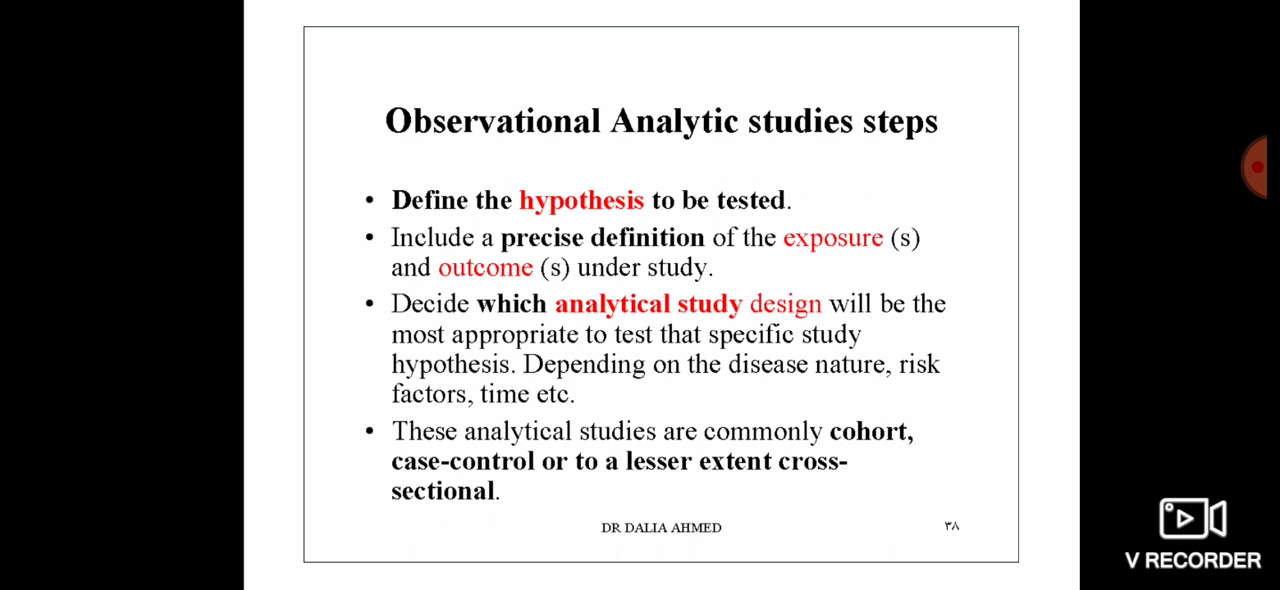 Observational Analytic studies steps
• Define the hypothesis to be tested.
• Include a precise definition of the exposure (s)
and outcome (s) under study.
• Decide which analytical study design will be the
most appropriate to test that specific study
hypothesis. Depending on the disease nature, risk
factors, time etc.
• These analytical studies are commonly cohort,
case-control or to a lesser extent cross-
sectional.
DR DALIA AHMED
٣٨
V RECORDER